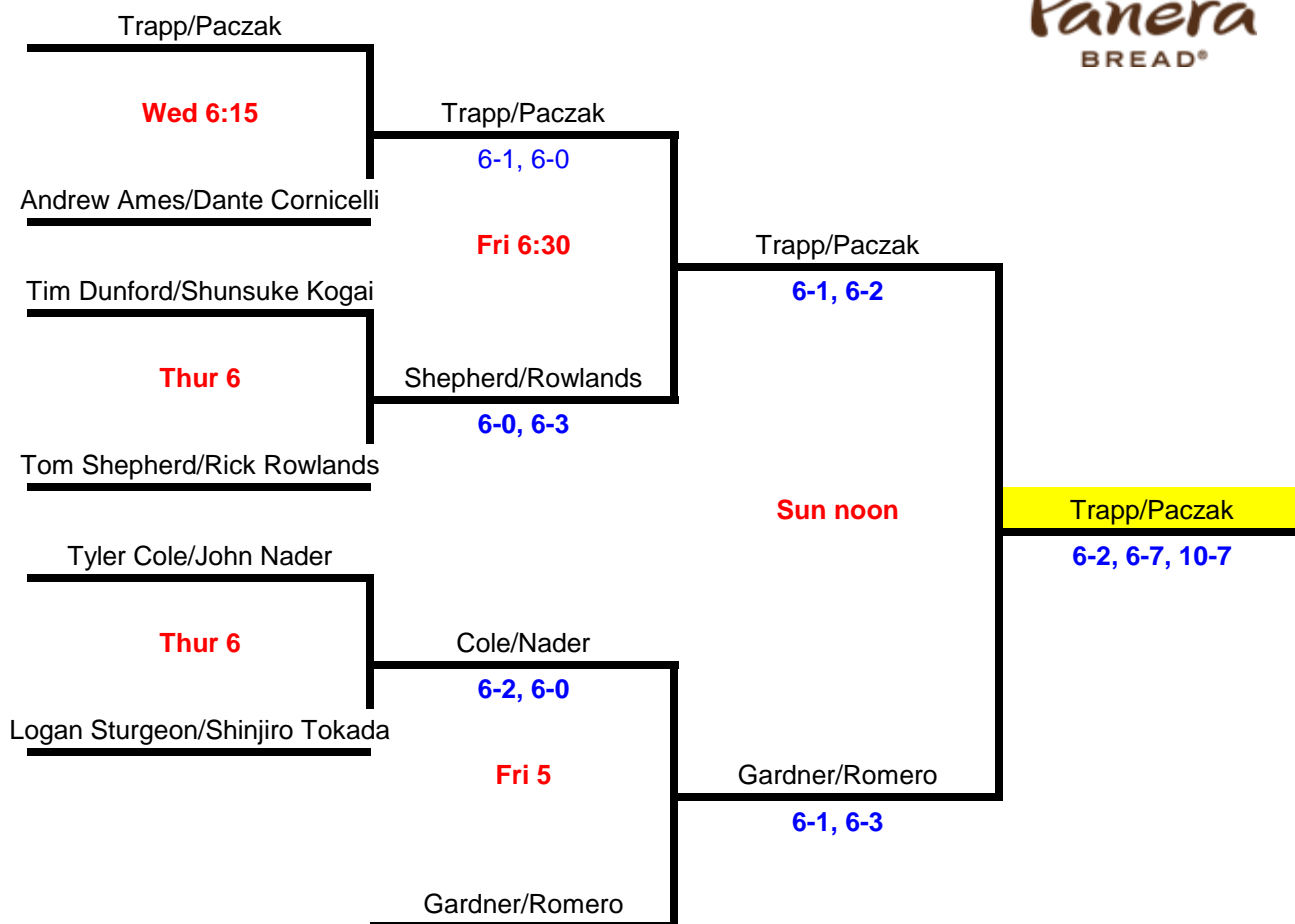 Panera
BREAD®
Trapp/Paczak
Wed 6:15
Trapp/Paczak
6-1, 6-0
Andrew Ames/Dante Cornicelli
Fri 6:30
Trapp/Paczak
6-1, 6-2
Tim Dunford/Shunsuke Kogai
Thur 6
Shepherd/Rowlands
6-0, 6-3
Tom Shepherd/Rick Rowlands
Sun noon
Trapp/Paczak
6-2, 6-7, 10-7
Tyler Cole/John Nader
Thur 6
Cole/Nader
6-2, 6-0
Logan Sturgeon/Shinjiro Tokada
Fri 5
Gardner/Romero
6-1, 6-3
Gardner/Romero